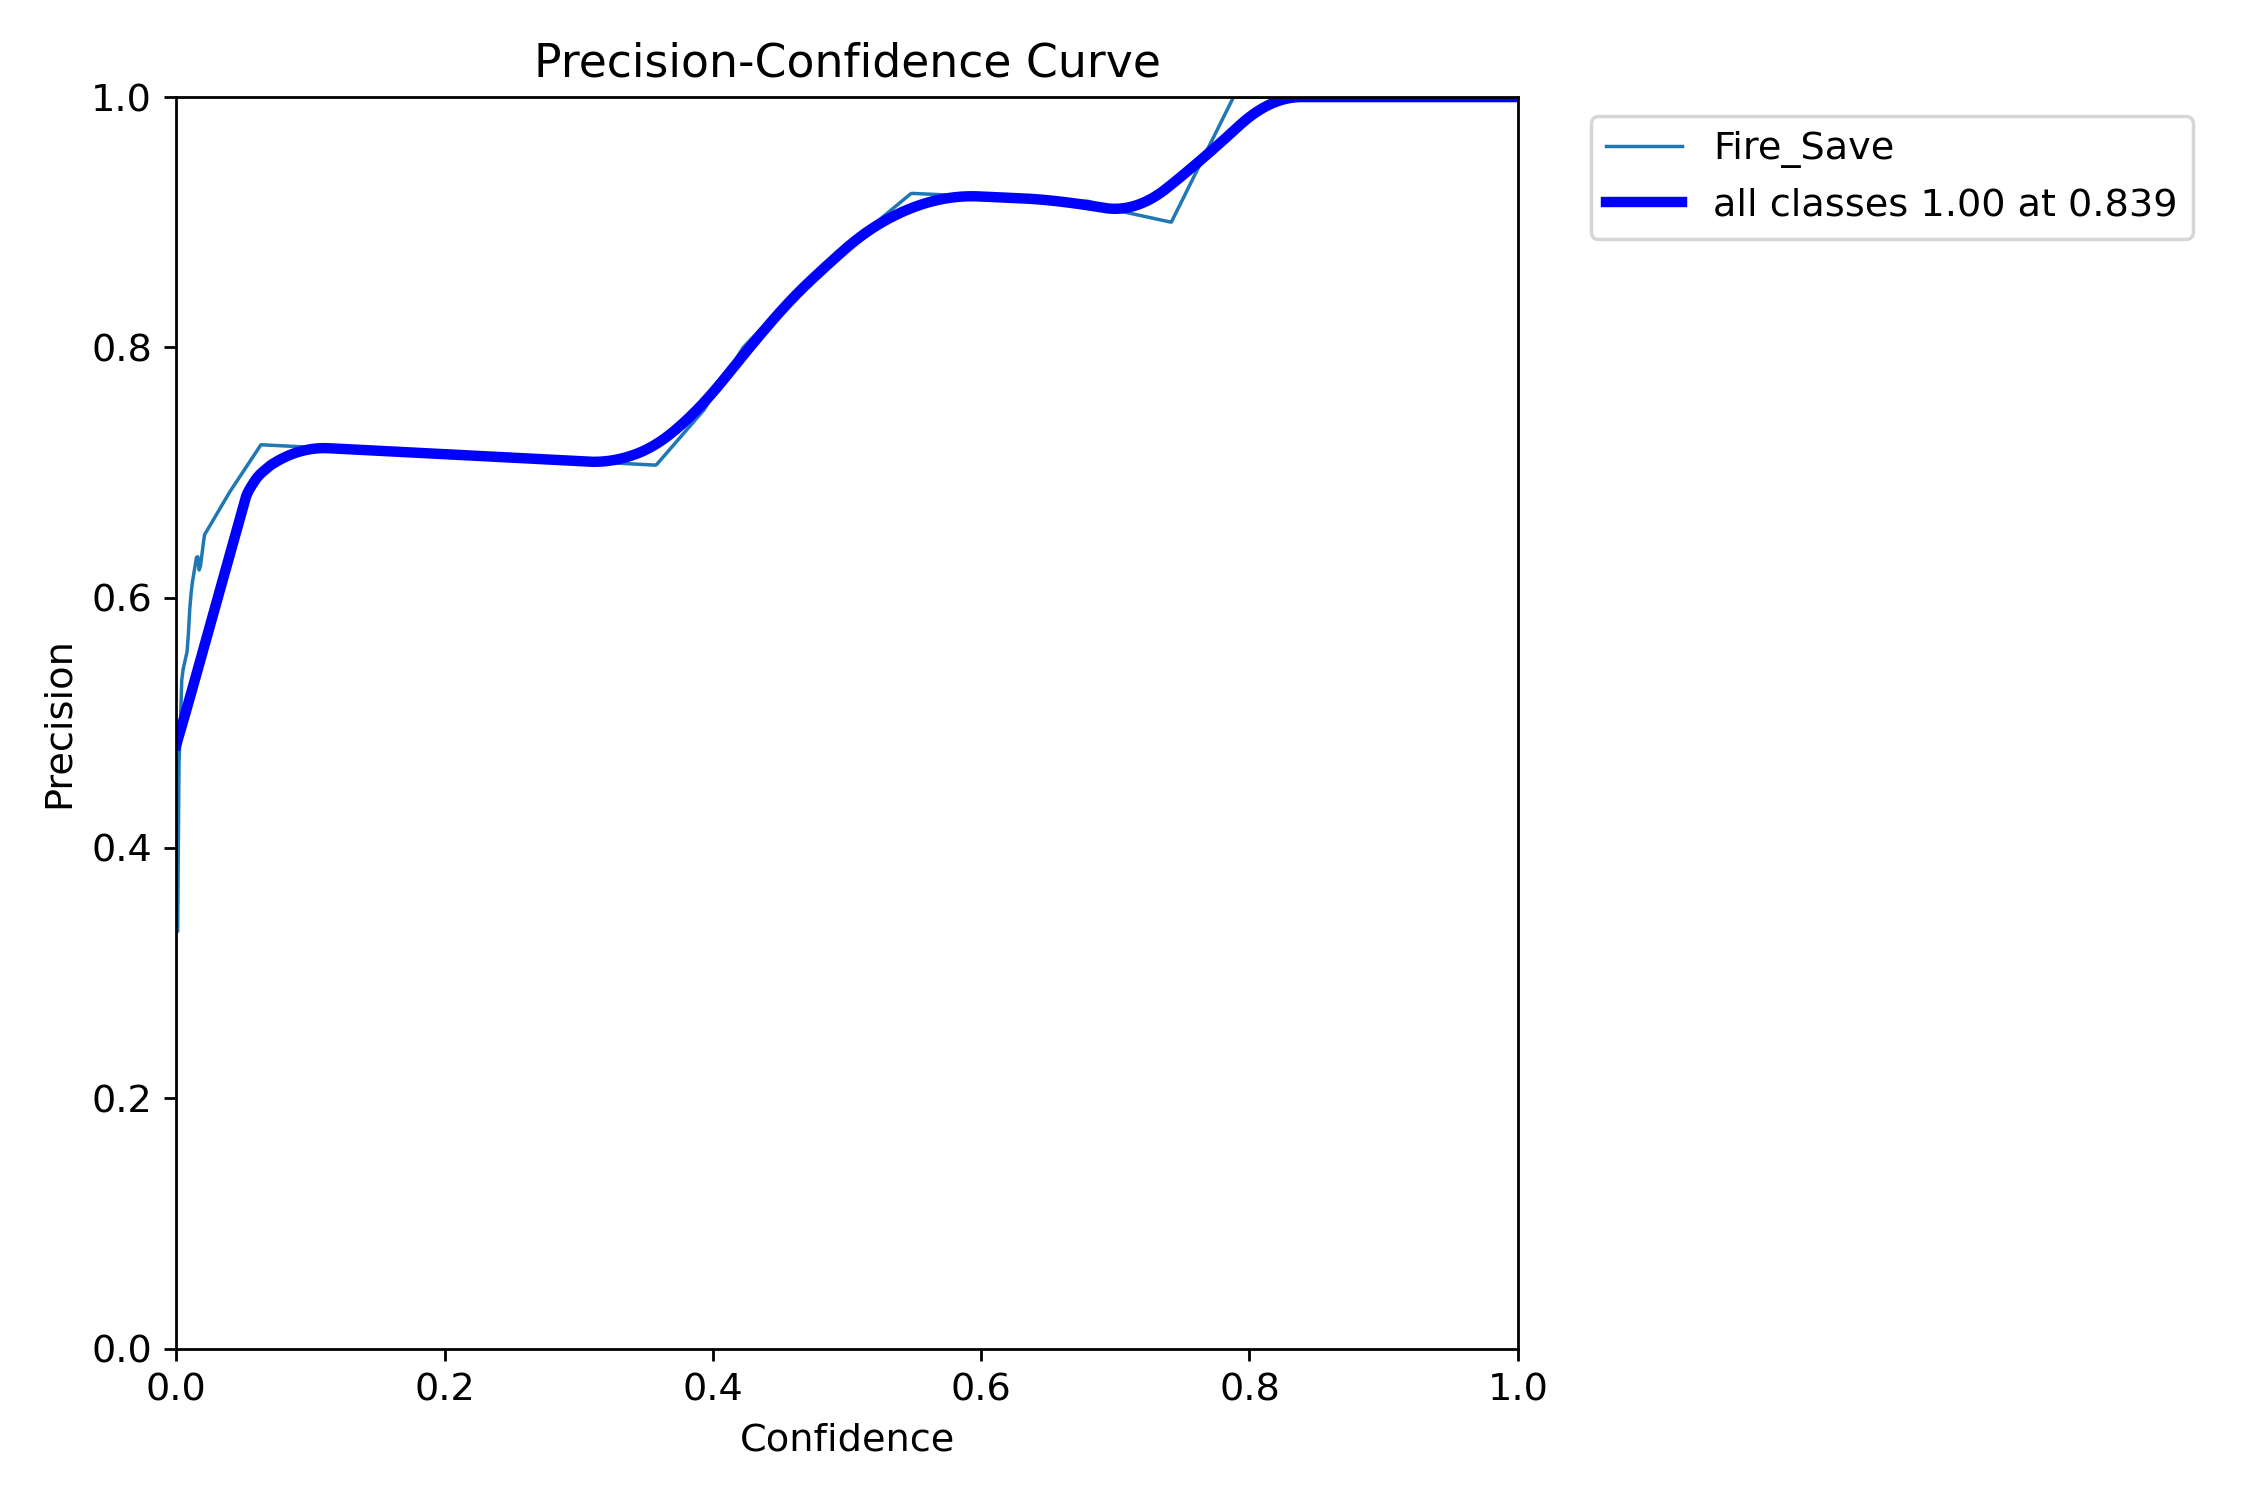 Precision-Confidence Curve
1.0
0.8
0.6
0.4
0.2
0.0
Precision
0.0 0.2 0.4 0.6 0.8 1.0
Confidence
Fire_Save
all classes 1.00 at 0.839